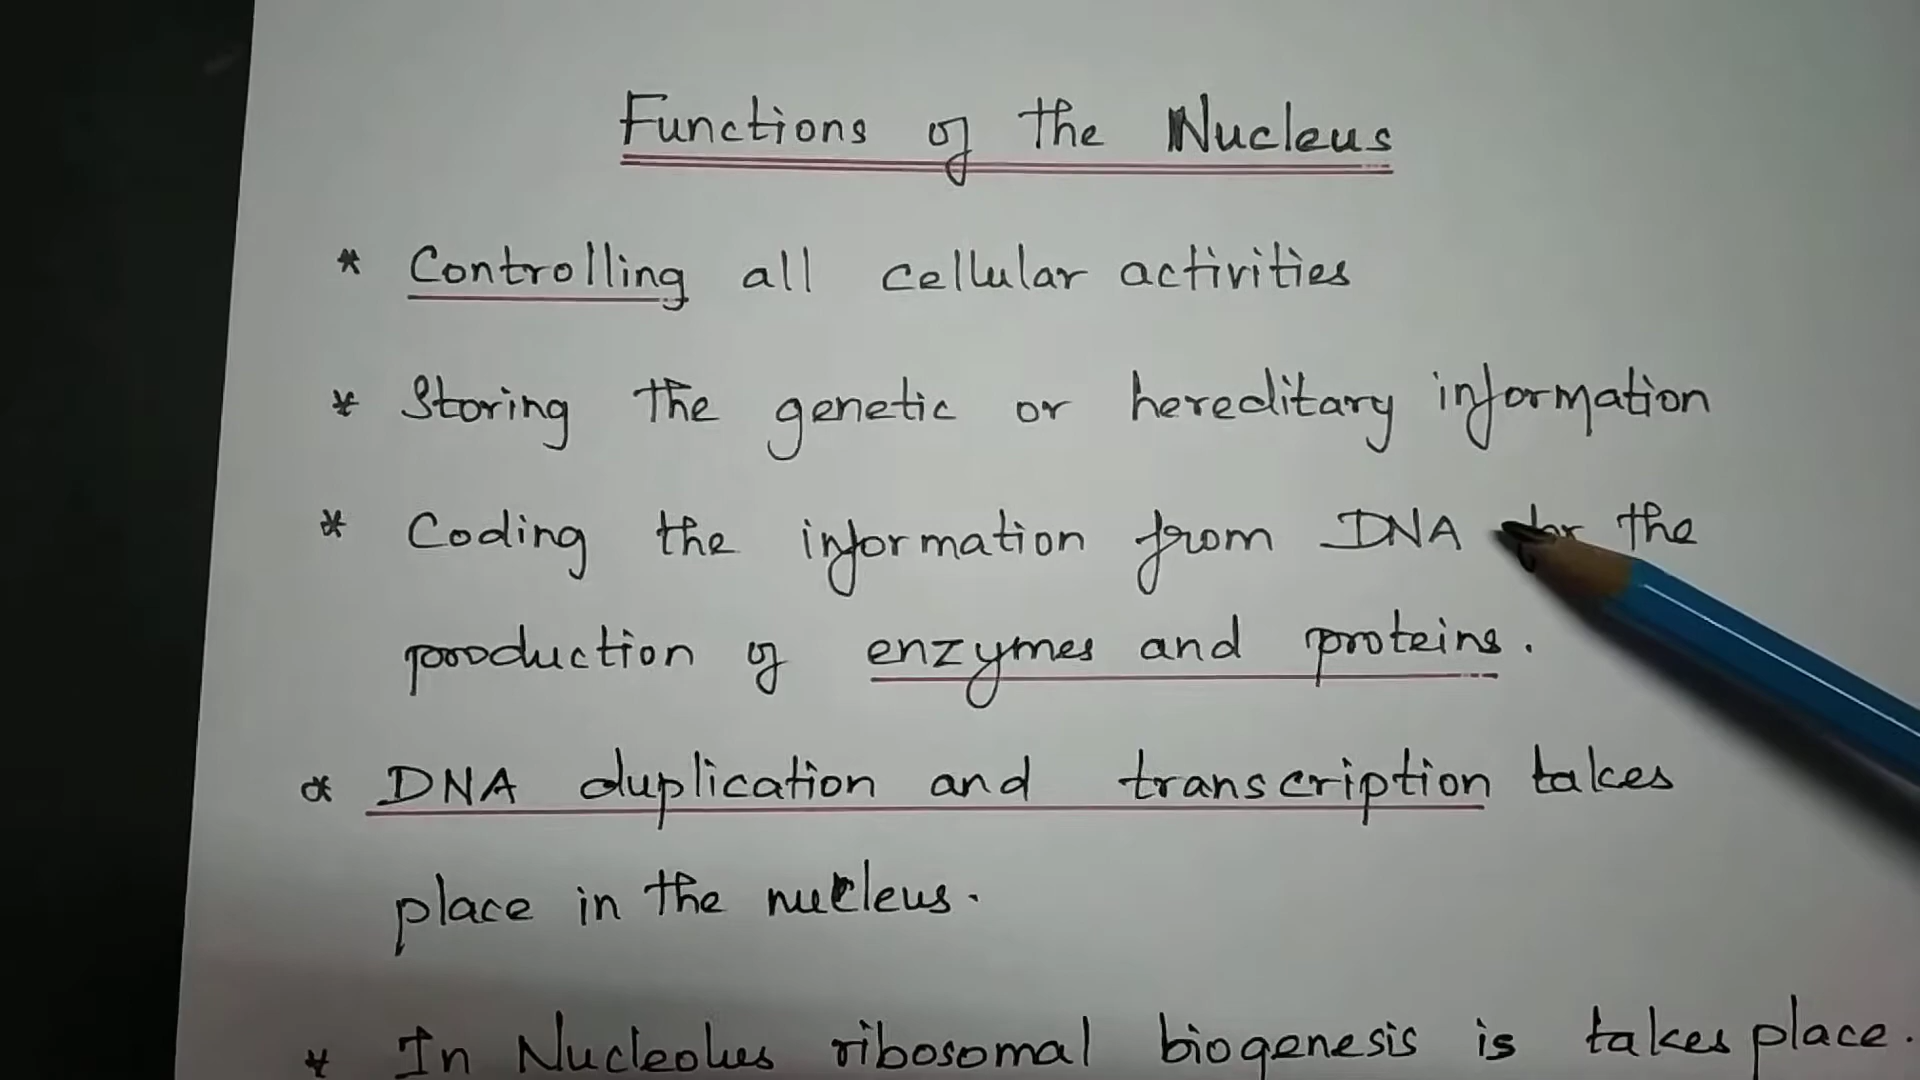 Functions of the Nucleus
* Controlling all cellular activities
* Storing the genetic or hereditary information
* Coding the information from DNA for the
production of enzymes and proteins.
* DNA duplication and transcription takes
place in the nucleus.
* In Nucleolus ribosomal biogenesis is takes place.